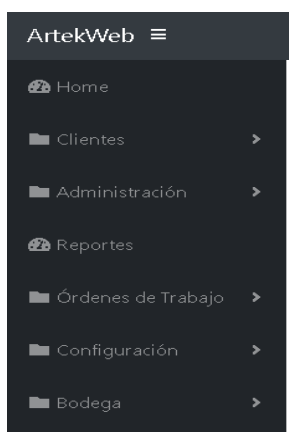 ArtekWeb
Home
Clientes
Administración
Reportes
Órdenes de Trabajo
Configuración
Bodega